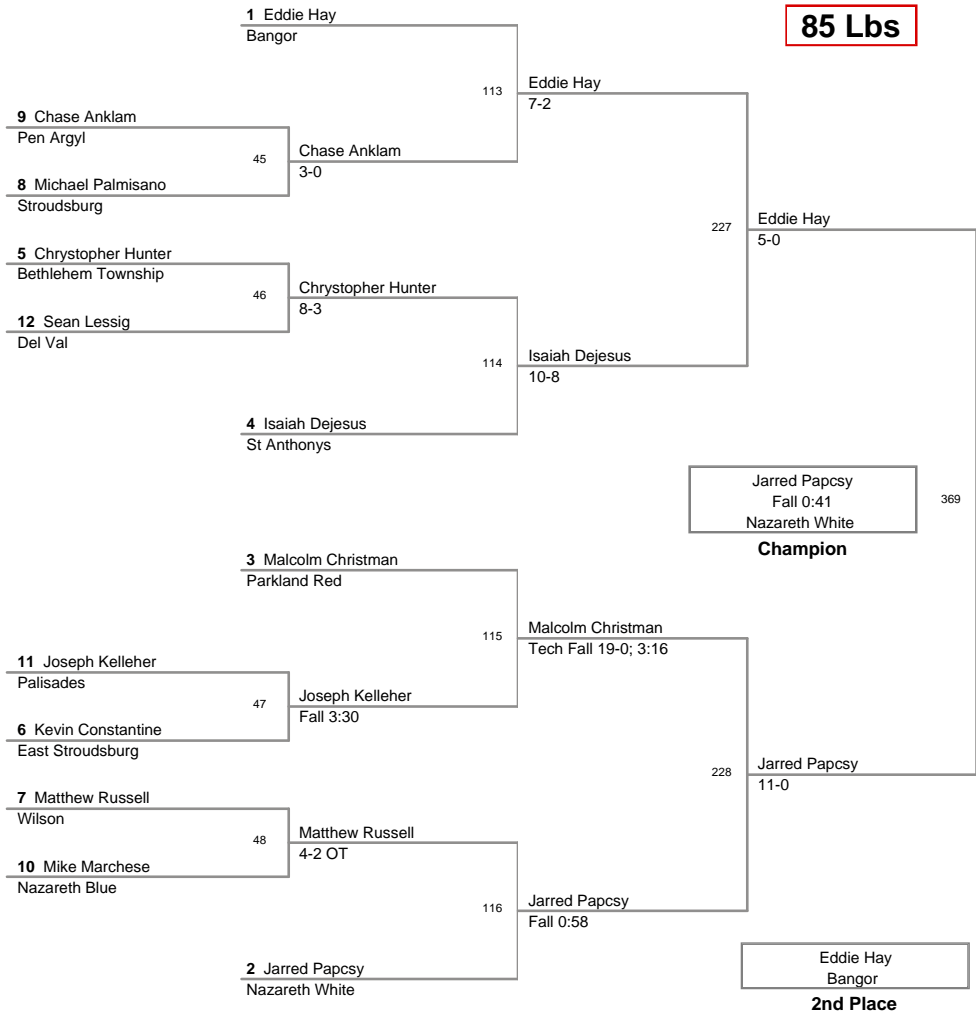 85 Lbs
1 Eddie Hay
Bangor
113
Eddie Hay
7-2
9 Chase Anklam
Pen Argyl
45
Chase Anklam
3-0
8 Michael Palmisano
Stroudsburg
227
Eddie Hay
5-0
5 Chrystopher Hunter
Bethlehem Township
46
Chrystopher Hunter
8-3
12 Sean Lessig
Del Val
114
Isaiah Dejesus
10-8
4 Isaiah Dejesus
St Anthonys
Jarred Papcsy
Fall 0:41
Nazareth White
Champion
369
3 Malcolm Christman
Parkland Red
115
Malcolm Christman
Tech Fall 19-0; 3:16
11 Joseph Kelleher
Palisades
47
Joseph Kelleher
Fall 3:30
6 Kevin Constantine
East Stroudsburg
228
Jarred Papcsy
11-0
7 Matthew Russell
Wilson
48
Matthew Russell
4-2 OT
10 Mike Marchese
Nazareth Blue
116
Jarred Papcsy
Fall 0:58
2 Jarred Papcsy
Nazareth White
Eddie Hay
Bangor
2nd Place